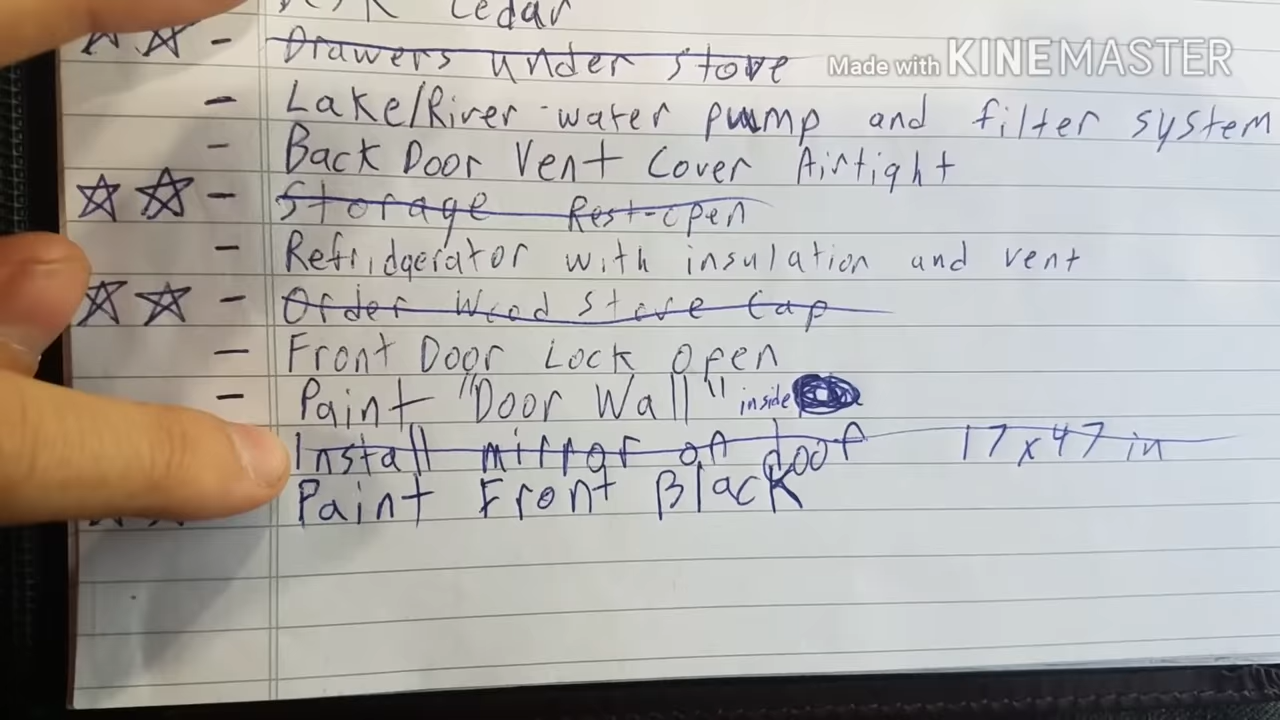 Cedar
- Drawers under stove
Made with KINEMASTER
- Lake/River water pump and filter system
- Back Door Vent Cover Airtight
- Storage Rest-open
- Refridgerator with insulation and vent
- Order Wood Stove Cap
- Front Door Lock Open
- Paint "Door Wall" inside
Install mirror on door 17x47 in
Paint Front Black